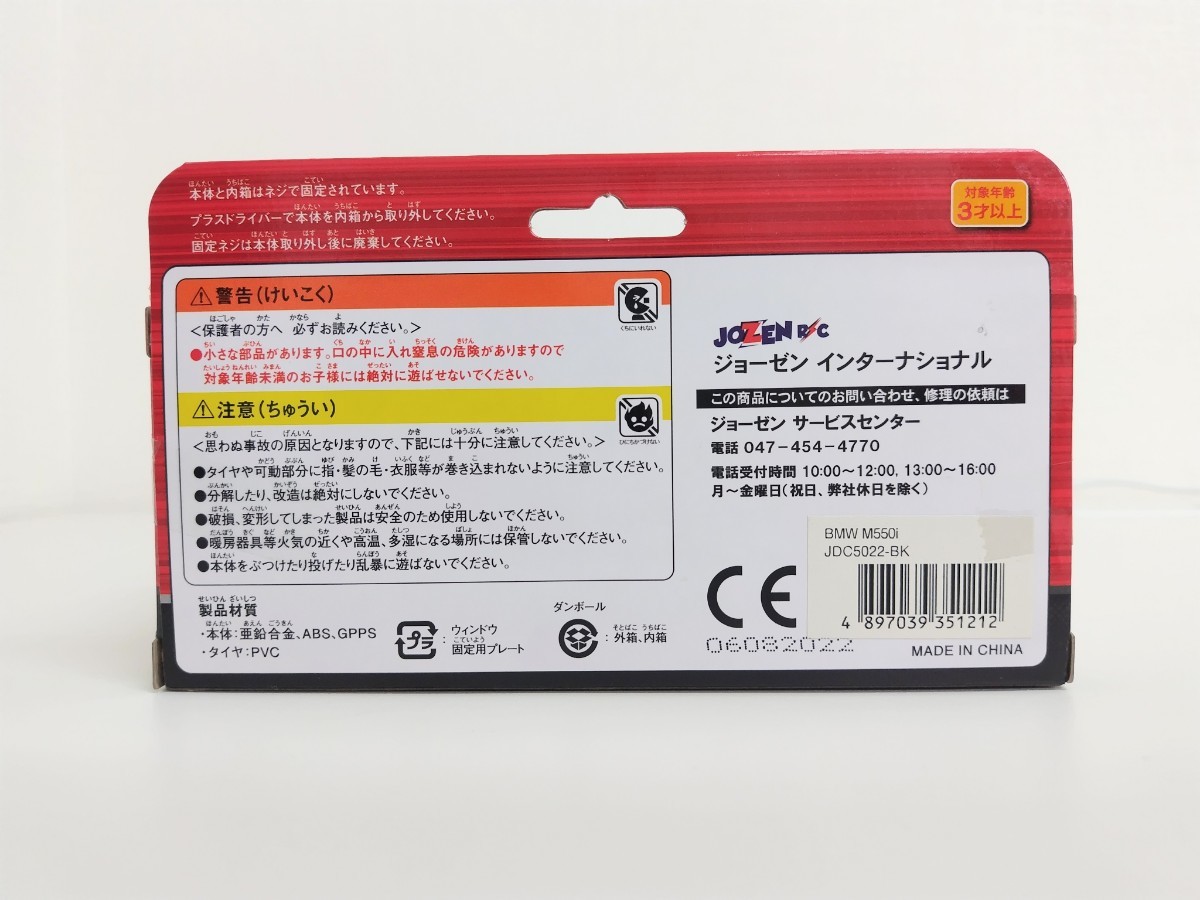 本体と内箱はネジで固定されています。
プラスドライバーで本体を内箱から取り外してください。
固定ネジは本体取り外し後に廃棄してください。
対象年齢
3才以上
⚠警告(けいこく)
<保護者の方へ 必ずお読みください。>
●小さな部品があります。口の中に入れ窒息の危険がありますので
対象年齢未満のお子様には絶対に遊ばせないでください。
くちにいれない
⚠注意(ちゅうい)
<思わぬ事故の原因となりますので、下記には十分に注意してください。>
ひにちかづけない
●タイヤや可動部分に指・髪の毛・衣服等が巻き込まれないように注意してください。
●分解したり、改造は絶対にしないでください。
●破損、変形してしまった製品は安全のため使用しないでください。
●暖房器具等火気の近くや高温、多湿になる場所には保管しないでください。
●本体をぶつけたり投げたり乱暴に遊ばないでください。
製品材質
・本体:亜鉛合金、ABS、GPPS
・タイヤ:PVC
プラ
:ウィンドウ
固定用プレート
ダンボール
:外箱、内箱
JOZEN R/C
ジョーゼン インターナショナル
この商品についてのお問い合わせ、修理の依頼は
ジョーゼン サービスセンター
電話 047-454-4770
電話受付時間 10:00〜12:00, 13:00〜16:00
月〜金曜日(祝日、弊社休日を除く)
BMW M550i
JDC5022-BK
4 897039 351212
CE
06082022
MADE IN CHINA